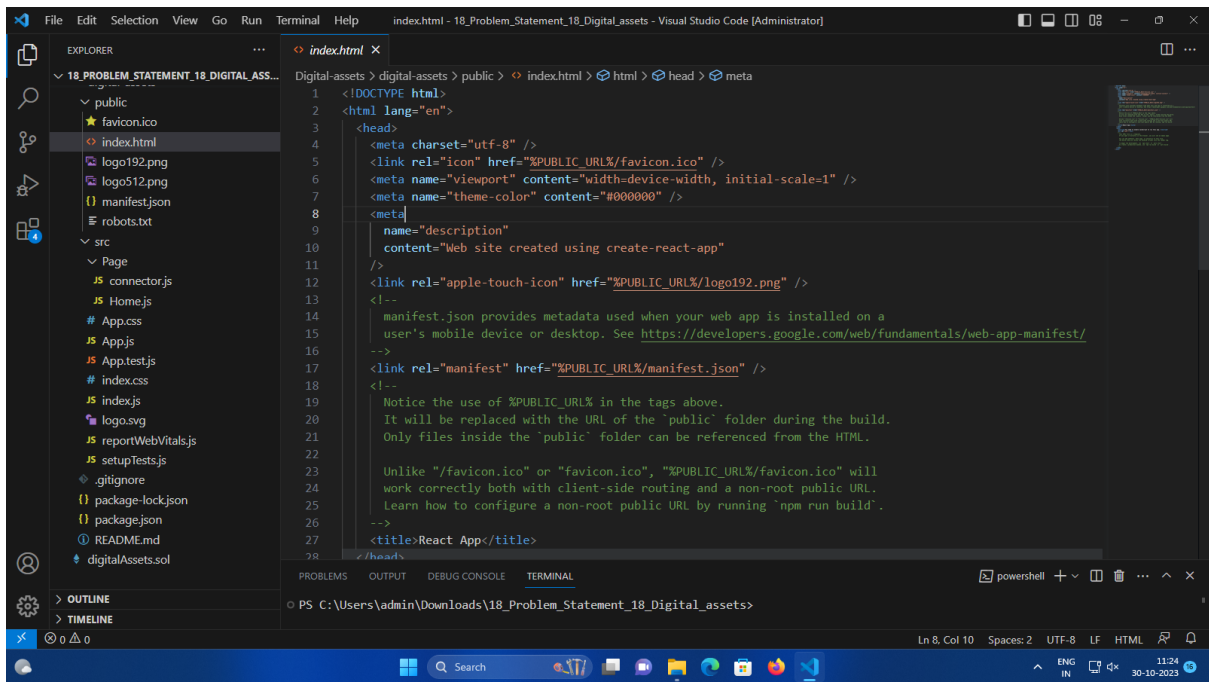 File Edit Selection View Go Run Terminal Help index.html - 18_Problem_Statement_18_Digital_assets - Visual Studio Code [Administrator]
EXPLORER
index.html
18_PROBLEM_STATEMENT_18_DIGITAL_ASS...
Digital-assets > digital-assets > public > index.html > html > head > meta
public
favicon.ico
index.html
logo192.png
logo512.png
manifest.json
robots.txt
src
Page
connector.js
Home.js
App.css
App.js
App.test.js
index.css
index.js
logo.svg
reportWebVitals.js
setupTests.js
.gitignore
package-lock.json
package.json
README.md
digitalAssets.sol
OUTLINE
TIMELINE
1 <!DOCTYPE html>
2 <html lang="en">
3 <head>
4 <meta charset="utf-8" />
5 <link rel="icon" href="%PUBLIC_URL%/favicon.ico" />
6 <meta name="viewport" content="width=device-width, initial-scale=1" />
7 <meta name="theme-color" content="#000000" />
8 <meta
9 name="description"
10 content="Web site created using create-react-app"
11 />
12 <link rel="apple-touch-icon" href="%PUBLIC_URL%/logo192.png" />
13 <!--
14 manifest.json provides metadata used when your web app is installed on a
15 user's mobile device or desktop. See https://developers.google.com/web/fundamentals/web-app-manifest/
16 -->
17 <link rel="manifest" href="%PUBLIC_URL%/manifest.json" />
18 <!--
19 Notice the use of %PUBLIC_URL% in the tags above.
20 It will be replaced with the URL of the `public` folder during the build.
21 Only files inside the `public` folder can be referenced from the HTML.
22
23 Unlike "/favicon.ico" or "favicon.ico", "%PUBLIC_URL%/favicon.ico" will
24 work correctly both with client-side routing and a non-root public URL.
25 Learn how to configure a non-root public URL by running `npm run build`.
26 -->
27 <title>React App</title>
28 </head>
PROBLEMS OUTPUT DEBUG CONSOLE TERMINAL powershell
PS C:\Users\admin\Downloads\18_Problem_Statement_18_Digital_assets>
4
0 0 Ln 8, Col 10 Spaces: 2 UTF-8 LF HTML
Search ENG 11:24
IN 30-10-2023 16